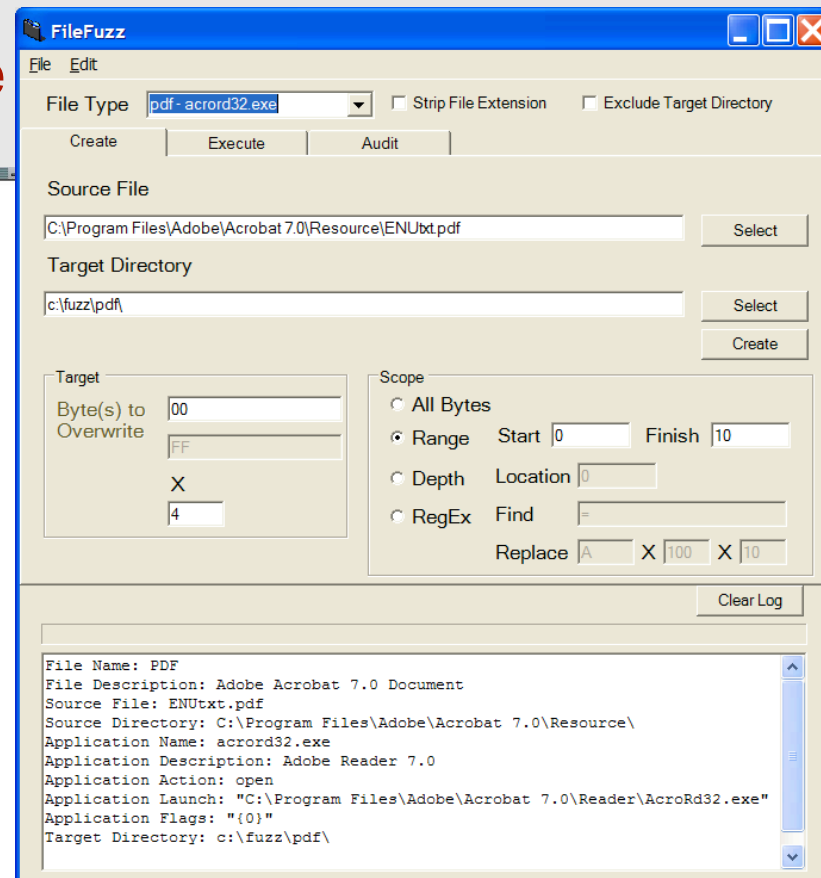 FileFuzz
e
File Edit
File Type pdf - acrord32.exe Strip File Extension Exclude Target Directory
Create Execute Audit
Source File
C:\Program Files\Adobe\Acrobat 7.0\Resource\ENUtxt.pdf Select
Target Directory
c:\fuzz\pdf\ Select
Create
Target Scope
Byte(s) to Overwrite 00 All Bytes
FF Range Start 0 Finish 10
X Depth Location 0
4 RegEx Find =
Replace A X 100 X 10
Clear Log
File Name: PDF
File Description: Adobe Acrobat 7.0 Document
Source File: ENUtxt.pdf
Source Directory: C:\Program Files\Adobe\Acrobat 7.0\Resource\
Application Name: acrord32.exe
Application Description: Adobe Reader 7.0
Application Action: open
Application Launch: "C:\Program Files\Adobe\Acrobat 7.0\Reader\AcroRd32.exe"
Application Flags: "{0}"
Target Directory: c:\fuzz\pdf\